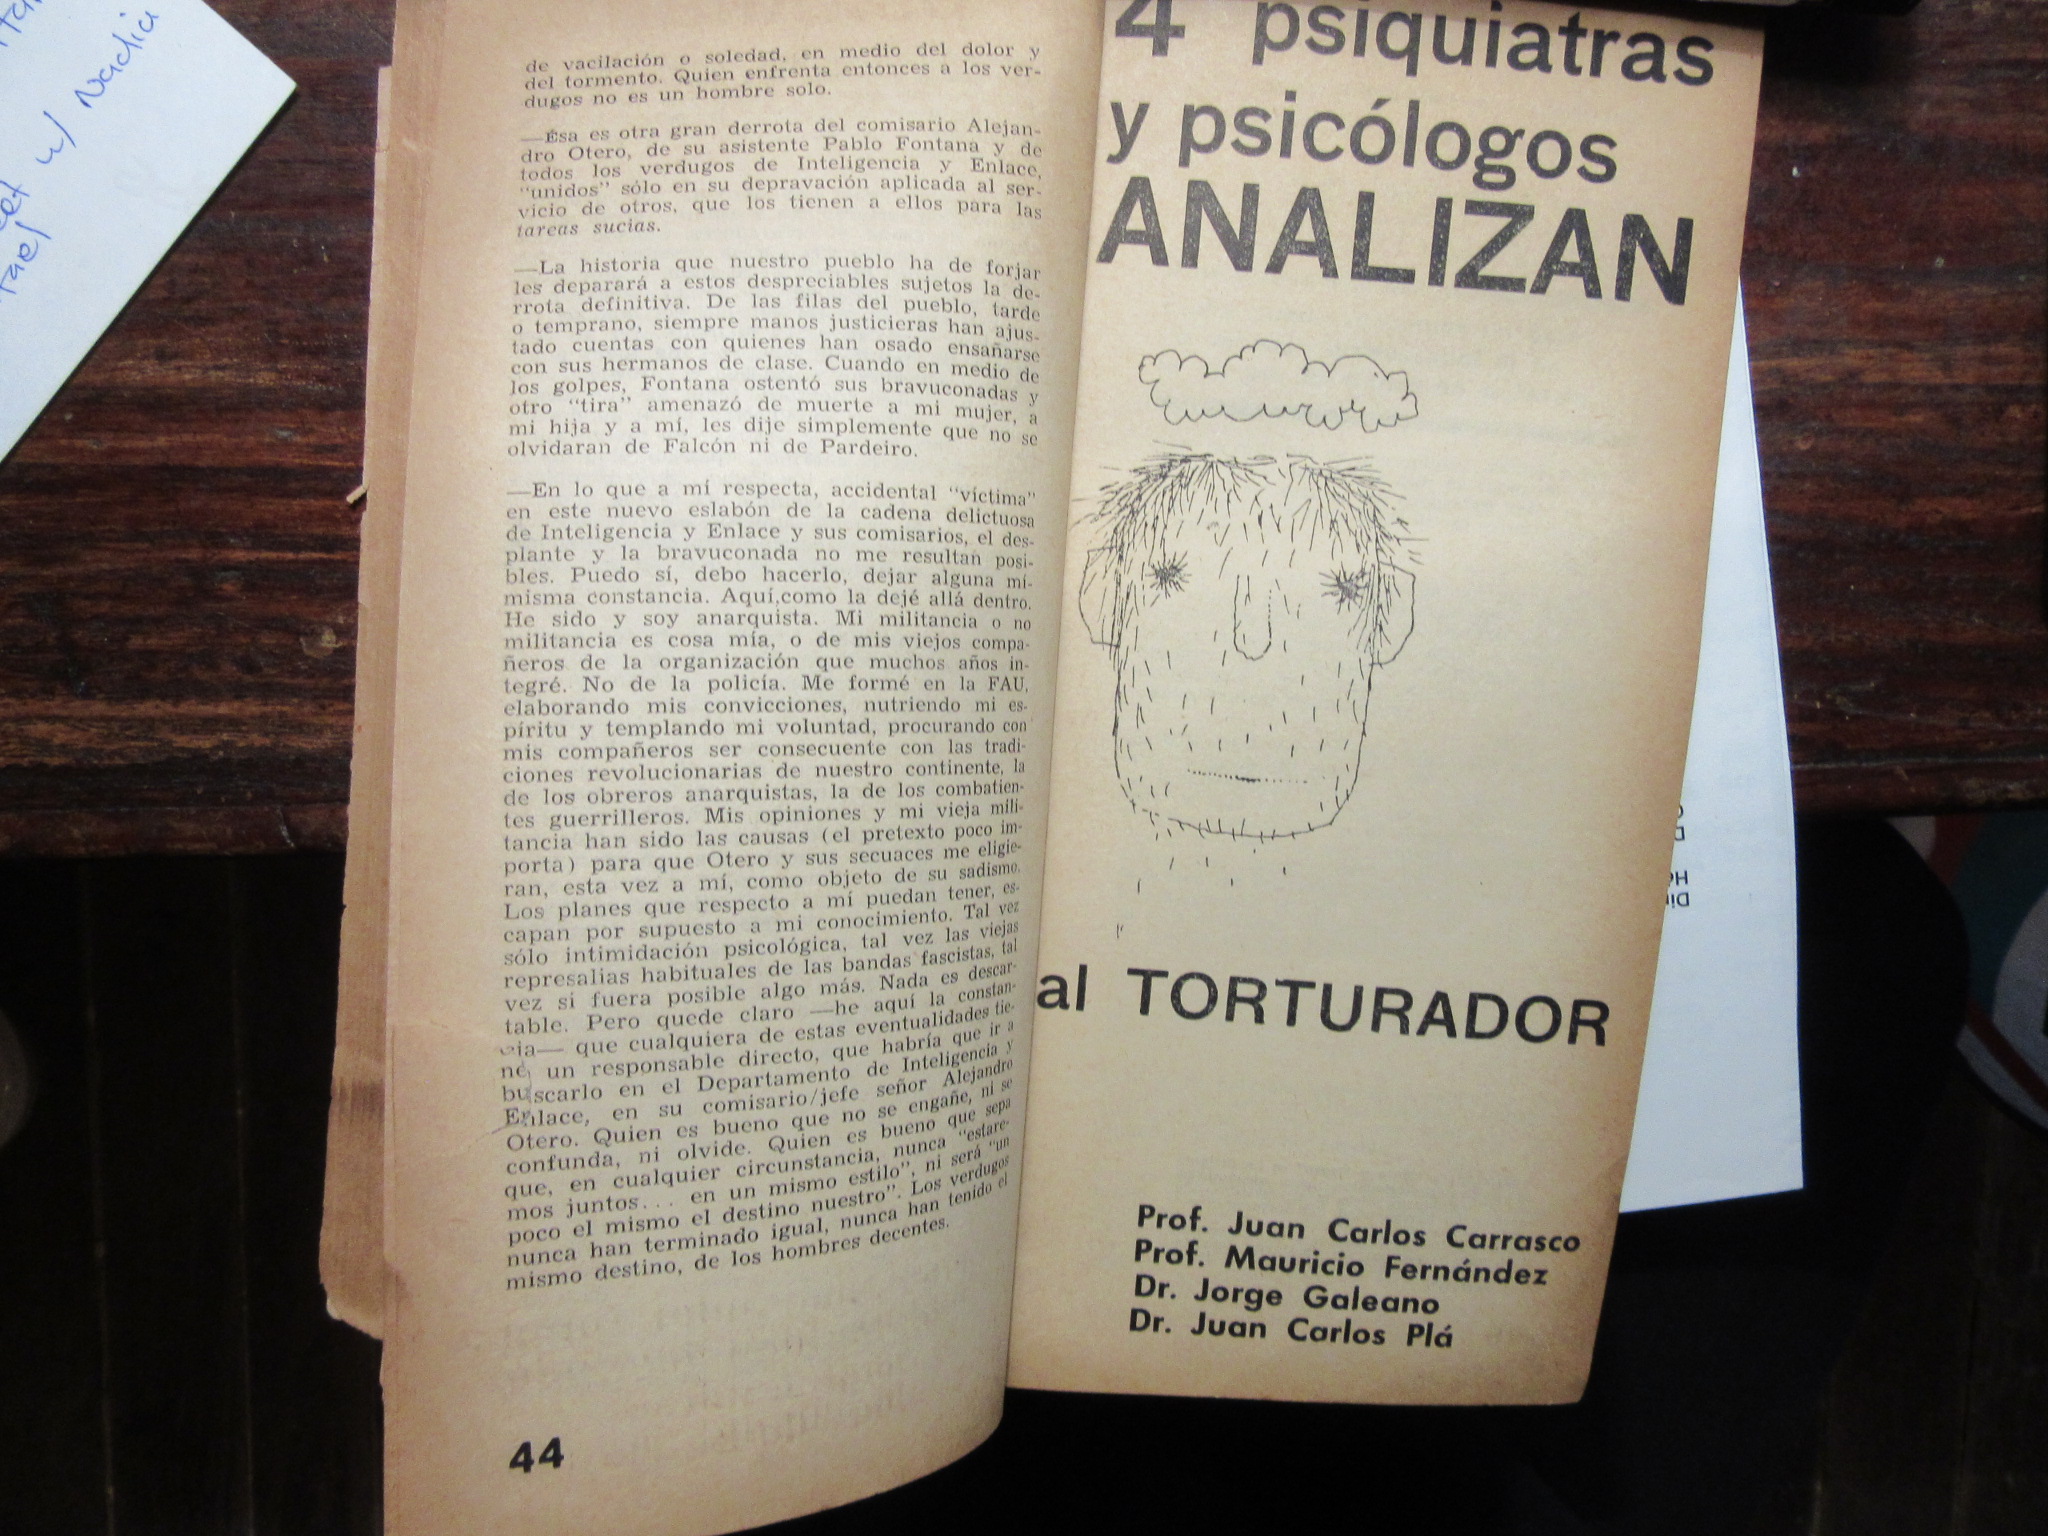 w/ Nadia
de vacilación o soledad, en medio del dolor y
del tormento. Quien enfrenta entonces a los ver-
dugos no es un hombre solo.
—Ésa es otra gran derrota del comisario Alejan-
dro Otero, de su asistente Pablo Fontana y de
todos los verdugos de Inteligencia y Enlace,
"unidos" sólo en su depravación aplicada al ser-
vicio de otros, que los tienen a ellos para las
tareas sucias.
—La historia que nuestro pueblo ha de forjar
les deparará a estos despreciables sujetos la de-
rrota definitiva. De las filas del pueblo, tarde
o temprano, siempre manos justicieras han ajus-
tado cuentas con quienes han osado ensañarse
con sus hermanos de clase. Cuando en medio de
los golpes, Fontana ostentó sus bravuconadas y
otro "tira" amenazó de muerte a mi mujer, a
mi hija y a mí, les dije simplemente que no se
olvidaran de Falcón ni de Pardeiro.
—En lo que a mí respecta, accidental "víctima"
en este nuevo eslabón de la cadena delictuosa
de Inteligencia y Enlace y sus comisarios, el des-
plante y la bravuconada no me resultan posi-
bles. Puedo sí, debo hacerlo, dejar alguna mí-
misma constancia. Aquí,como la dejé allá dentro.
He sido y soy anarquista. Mi militancia o no
militancia es cosa mía, o de mis viejos compa-
ñeros de la organización que muchos años in-
tegré. No de la policía. Me formé en la FAU,
elaborando mis convicciones, nutriendo mi es-
píritu y templando mi voluntad, procurando con
mis compañeros ser consecuente con las tradi-
ciones revolucionarias de nuestro continente, la
de los obreros anarquistas, la de los combatien-
tes guerrilleros. Mis opiniones y mi vieja mili-
tancia han sido las causas (el pretexto poco im-
porta) para que Otero y sus secuaces me eligie-
ran, esta vez a mí, como objeto de su sadismo.
Los planes que respecto a mí puedan tener, es-
capan por supuesto a mi conocimiento. Tal vez
sólo intimidación psicológica, tal vez las viejas
represalias habituales de las bandas fascistas, tal
vez si fuera posible algo más. Nada es descar-
table. Pero quede claro —he aquí la constan-
cia— que cualquiera de estas eventualidades tie-
ne un responsable directo, que habría que ir a
buscarlo en el Departamento de Inteligencia y
Enlace, en su comisario/jefe señor Alejandro
Otero. Quien es bueno que no se engañe, ni se
confunda, ni olvide. Quien es bueno que sepa
que, en cualquier circunstancia, nunca "estare-
mos juntos... en un mismo estilo", ni será "un
poco el mismo el destino nuestro". Los verdugos
nunca han terminado igual, nunca han tenido el
mismo destino, de los hombres decentes.
44
4 psiquiatras
y psicólogos
ANALIZAN
al TORTURADOR
Prof. Juan Carlos Carrasco
Prof. Mauricio Fernández
Dr. Jorge Galeano
Dr. Juan Carlos Plá